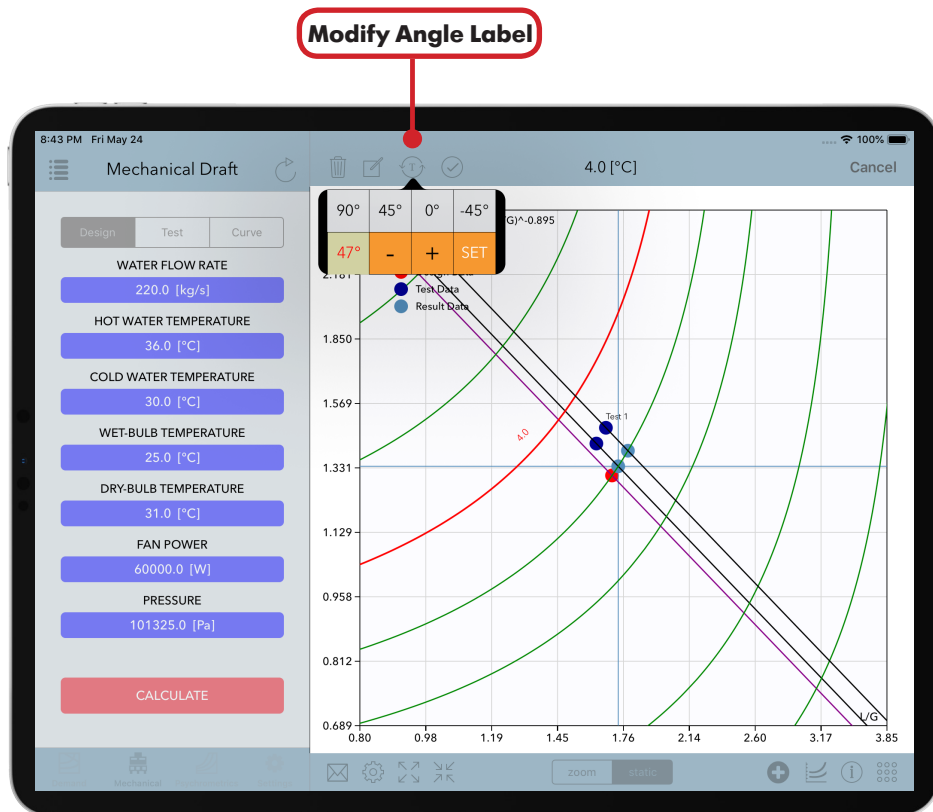 Modify Angle Label
8:43 PM Fri May 24
100%
Mechanical Draft
T
4.0 [°C]
Cancel
90° 45° 0° -45°
47° - + SET
G)^-0.895
Design Test Curve
WATER FLOW RATE
220.0 [kg/s]
HOT WATER TEMPERATURE
36.0 [°C]
COLD WATER TEMPERATURE
30.0 [°C]
WET-BULB TEMPERATURE
25.0 [°C]
DRY-BULB TEMPERATURE
31.0 [°C]
FAN POWER
60000.0 [W]
PRESSURE
101325.0 [Pa]
CALCULATE
Mechanical
2.181
Test Data
Result Data
1.850
1.569
Test 1
4.0
1.331
1.129
0.958
0.812
0.689
L/G
0.80 0.98 1.19 1.45 1.76 2.14 2.60 3.17 3.85
zoom static